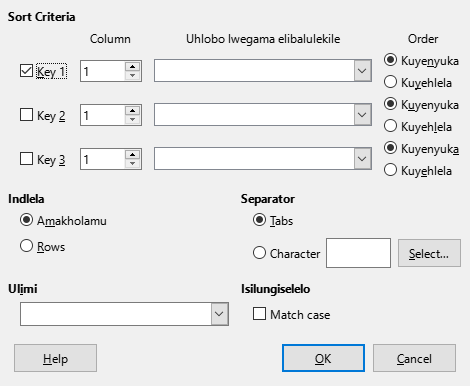 Sort Criteria
Column Uhlobo lwegama elibalulekile Order
Key 1 1 Kuyenyuka
Kuyehlela
Key 2 1 Kuyenyuka
Kuyehlela
Key 3 1 Kuyenyuka
Kuyehlela
Indlela Separator
Amakholamu Tabs
Rows Character Select...
Ulimi Isilungiselelo
Match case
Help OK Cancel